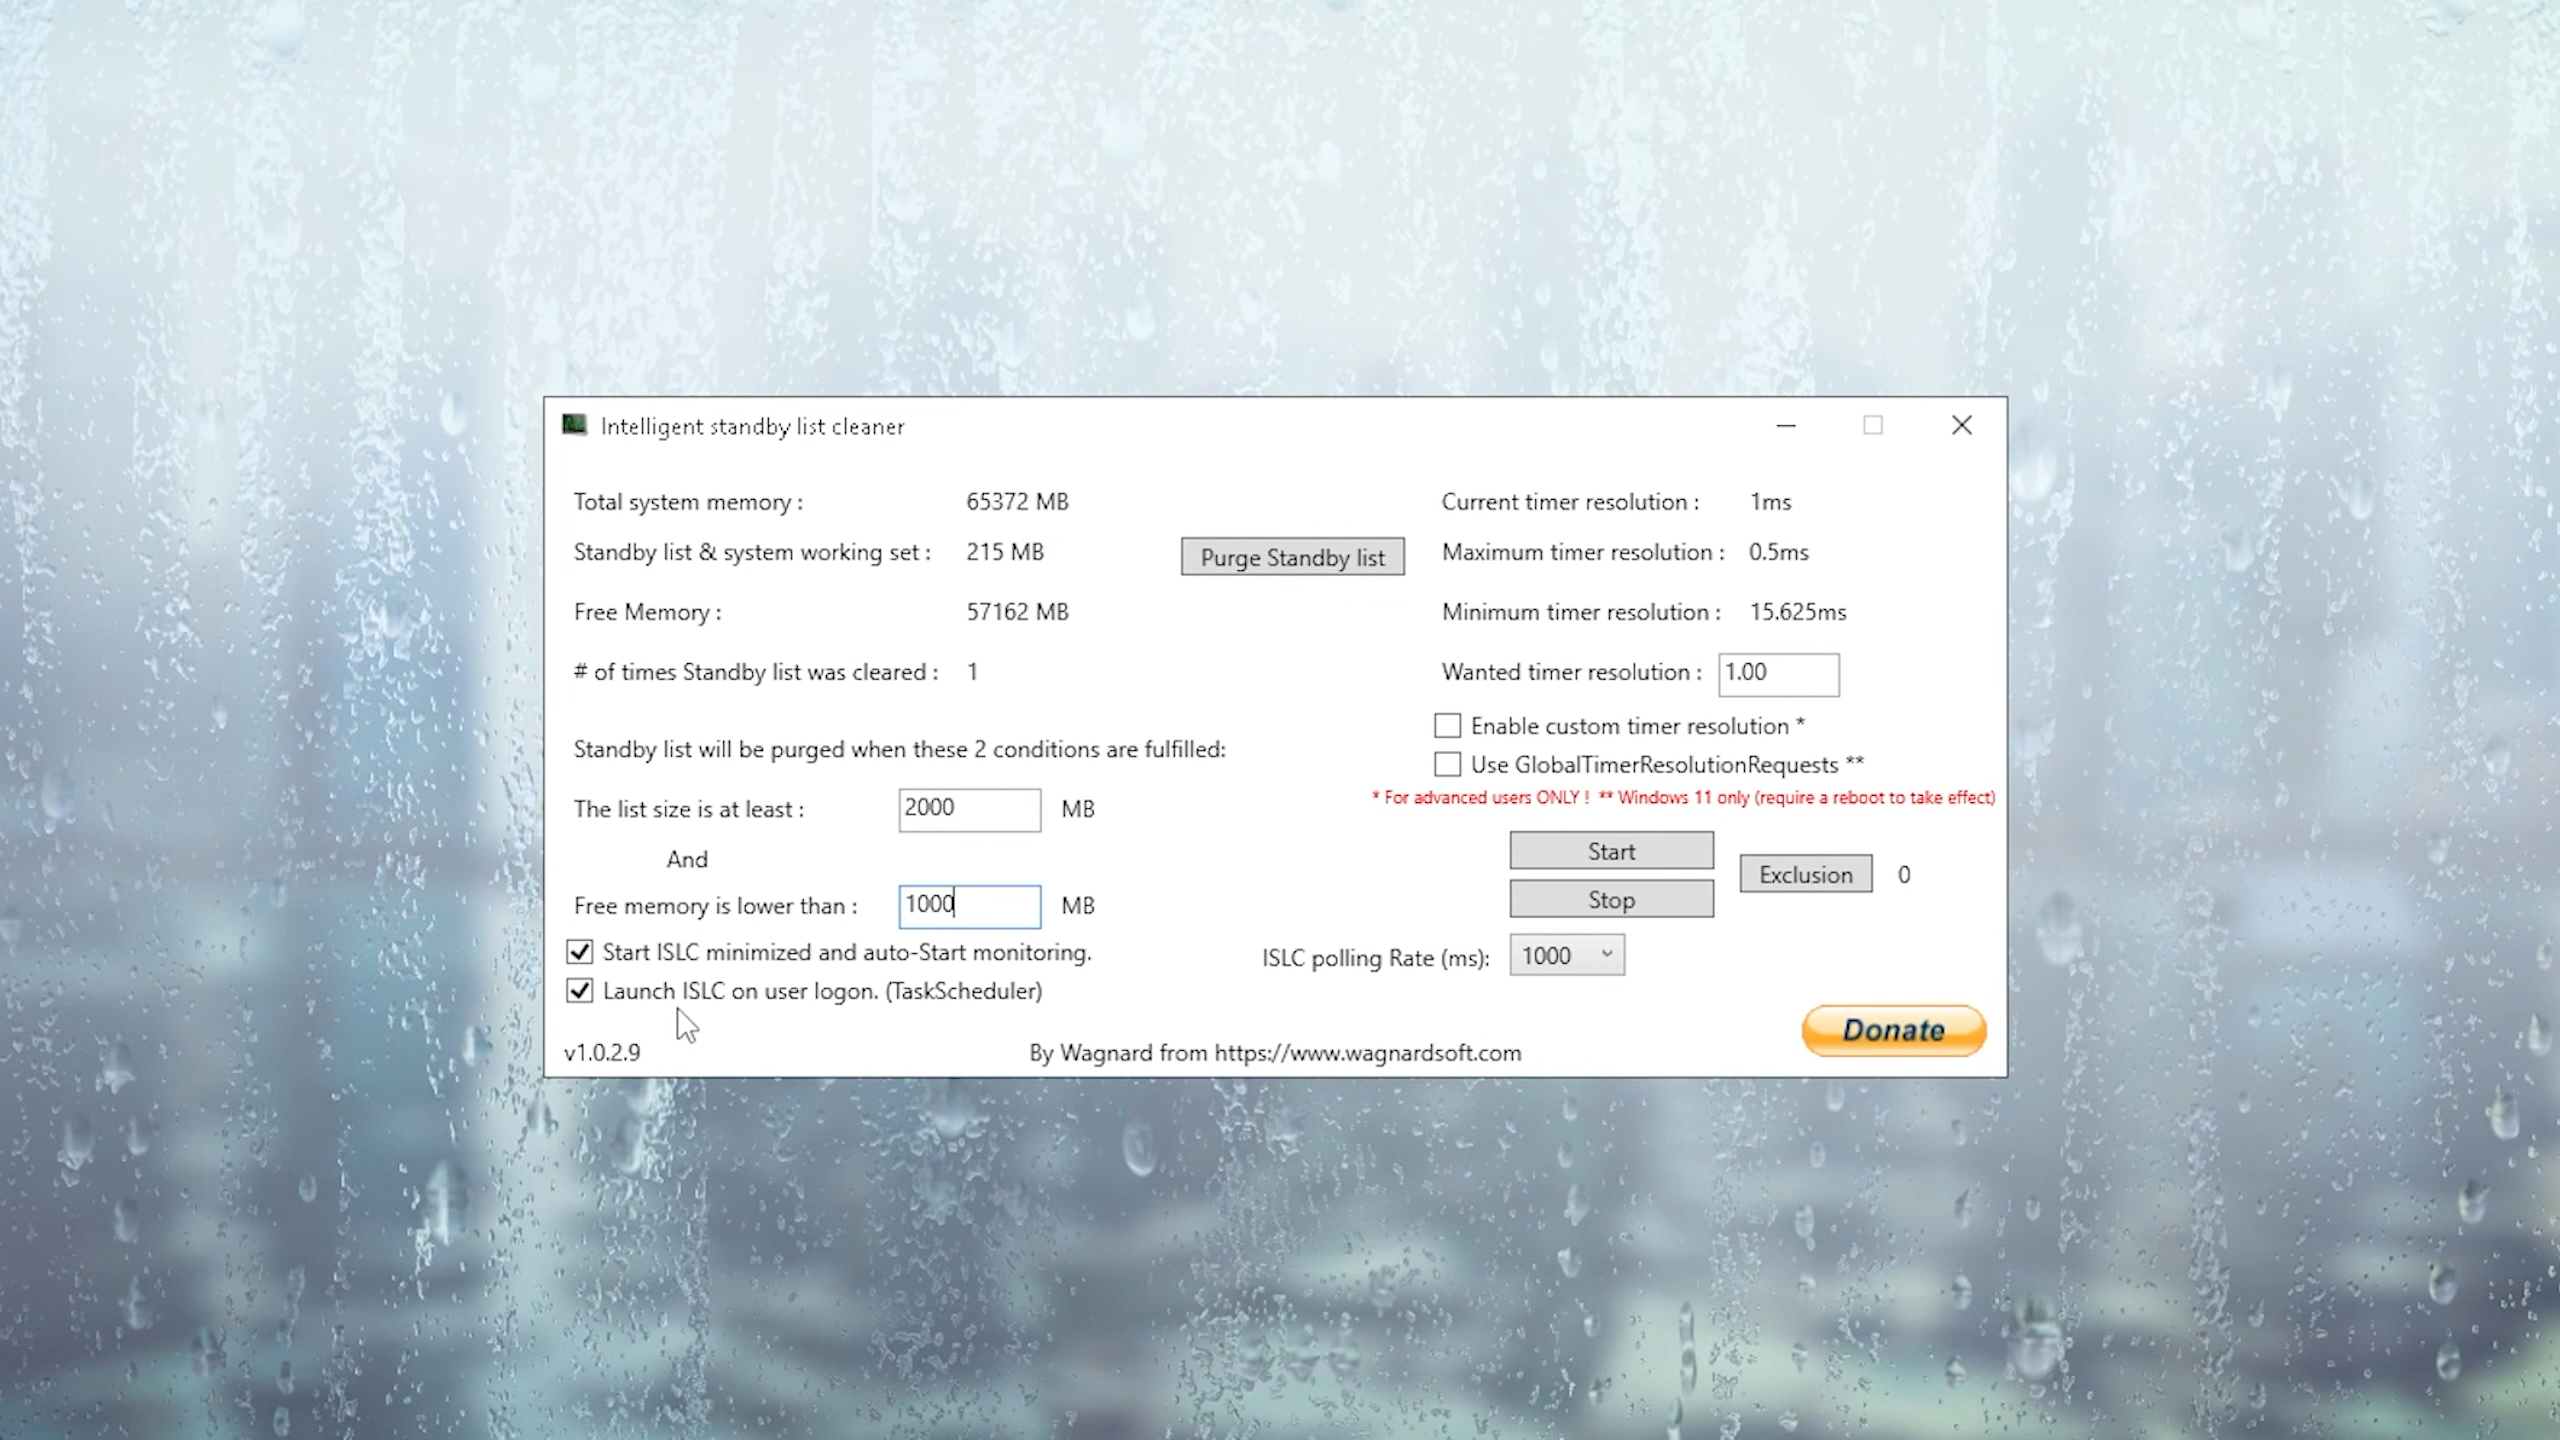 Intelligent standby list cleaner
Total system memory : 65372 MB
Standby list & system working set : 215 MB
Purge Standby list
Free Memory : 57162 MB
# of times Standby list was cleared : 1
Standby list will be purged when these 2 conditions are fulfilled:
The list size is at least : 2000 MB
And
Free memory is lower than : 1000 MB
Start ISLC minimized and auto-Start monitoring.
Launch ISLC on user logon. (TaskScheduler)
Current timer resolution : 1ms
Maximum timer resolution : 0.5ms
Minimum timer resolution : 15.625ms
Wanted timer resolution : 1.00
Enable custom timer resolution *
Use GlobalTimerResolutionRequests **
* For advanced users ONLY ! ** Windows 11 only (require a reboot to take effect)
Start
Stop
Exclusion 0
ISLC polling Rate (ms): 1000
Donate
v1.0.2.9
By Wagnard from https://www.wagnardsoft.com